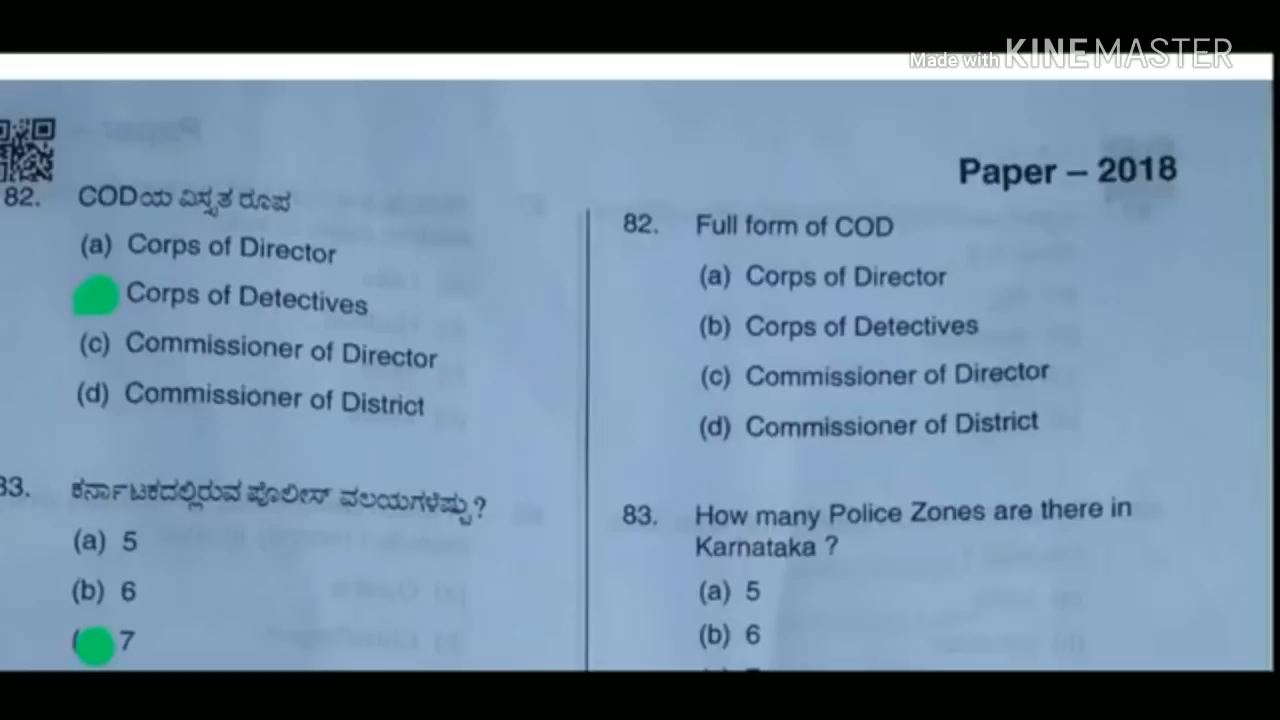 Made with KINEMASTER
Paper – 2018
82. CODಯ ವಿಸ್ತೃತ ರೂಪ
(a) Corps of Director
Corps of Detectives
(c) Commissioner of Director
(d) Commissioner of District
83. ಕರ್ನಾಟಕದಲ್ಲಿರುವ ಪೊಲೀಸ್ ವಲಯಗಳೆಷ್ಟು?
(a) 5
(b) 6
( 7
82. Full form of COD
(a) Corps of Director
(b) Corps of Detectives
(c) Commissioner of Director
(d) Commissioner of District
83. How many Police Zones are there in
Karnataka ?
(a) 5
(b) 6